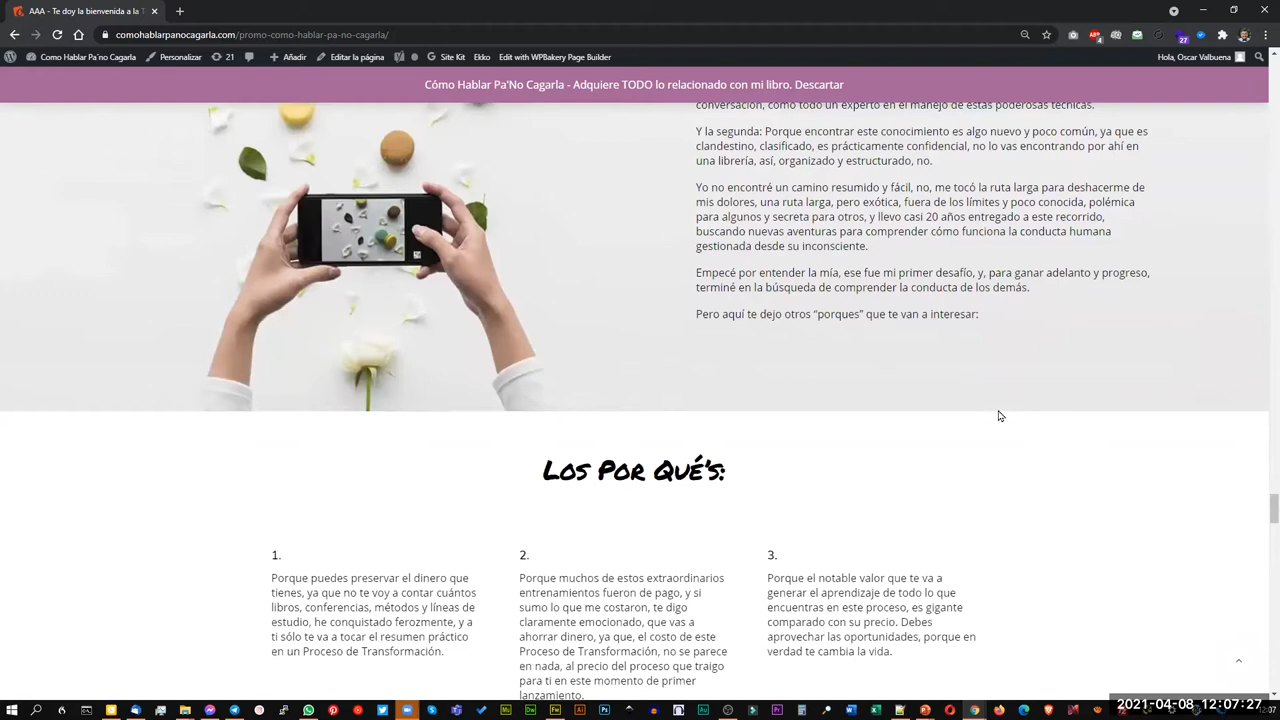 AAA - Te doy la bienvenida a la T
comohablarpanocagarla.com/promo-como-hablar-pa-no-cagarla/
Como Hablar Pa'no Cagarla Personalizar 21 Añadir Editar la página Site Kit Ekko Edit with WPBakery Page Builder Hola, Oscar Valbuena
Cómo Hablar Pa'No Cagarla - Adquiere TODO lo relacionado con mi libro. Descartar
conversación, como todo un experto en el manejo de estas poderosas técnicas.
Y la segunda: Porque encontrar este conocimiento es algo nuevo y poco común, ya que es
clandestino, clasificado, es prácticamente confidencial, no lo vas encontrando por ahí en
una librería, así, organizado y estructurado, no.
Yo no encontré un camino resumido y fácil, no, me tocó la ruta larga para deshacerme de
mis dolores, una ruta larga, pero exótica, fuera de los límites y poco conocida, polémica
para algunos y secreta para otros, y llevo casi 20 años entregado a este recorrido,
buscando nuevas aventuras para comprender cómo funciona la conducta humana
gestionada desde su inconsciente.
Empecé por entender la mía, ese fue mi primer desafío, y, para ganar adelanto y progreso,
terminé en la búsqueda de comprender la conducta de los demás.
Pero aquí te dejo otros “porques” que te van a interesar:
Los Por Qué's:
1.
Porque puedes preservar el dinero que
tienes, ya que no te voy a contar cuántos
libros, conferencias, métodos y líneas de
estudio, he conquistado ferozmente, y a
ti sólo te va a tocar el resumen práctico
en un Proceso de Transformación.
2.
Porque muchos de estos extraordinarios
entrenamientos fueron de pago, y si
sumo lo que me costaron, te digo
claramente emocionado, que vas a
ahorrar dinero, ya que, el costo de este
Proceso de Transformación, no se parece
en nada, al precio del proceso que traigo
para ti en este momento de primer
lanzamiento.
3.
Porque el notable valor que te va a
generar el aprendizaje de todo lo que
encuentras en este proceso, es gigante
comparado con su precio. Debes
aprovechar las oportunidades, porque en
verdad te cambia la vida.
2021-04-08 12:07:27